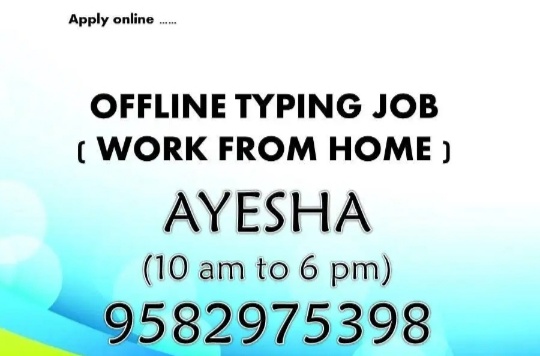 Apply online ......
OFFLINE TYPING JOB
( WORK FROM HOME )
AYESHA
(10 am to 6 pm)
9582975398